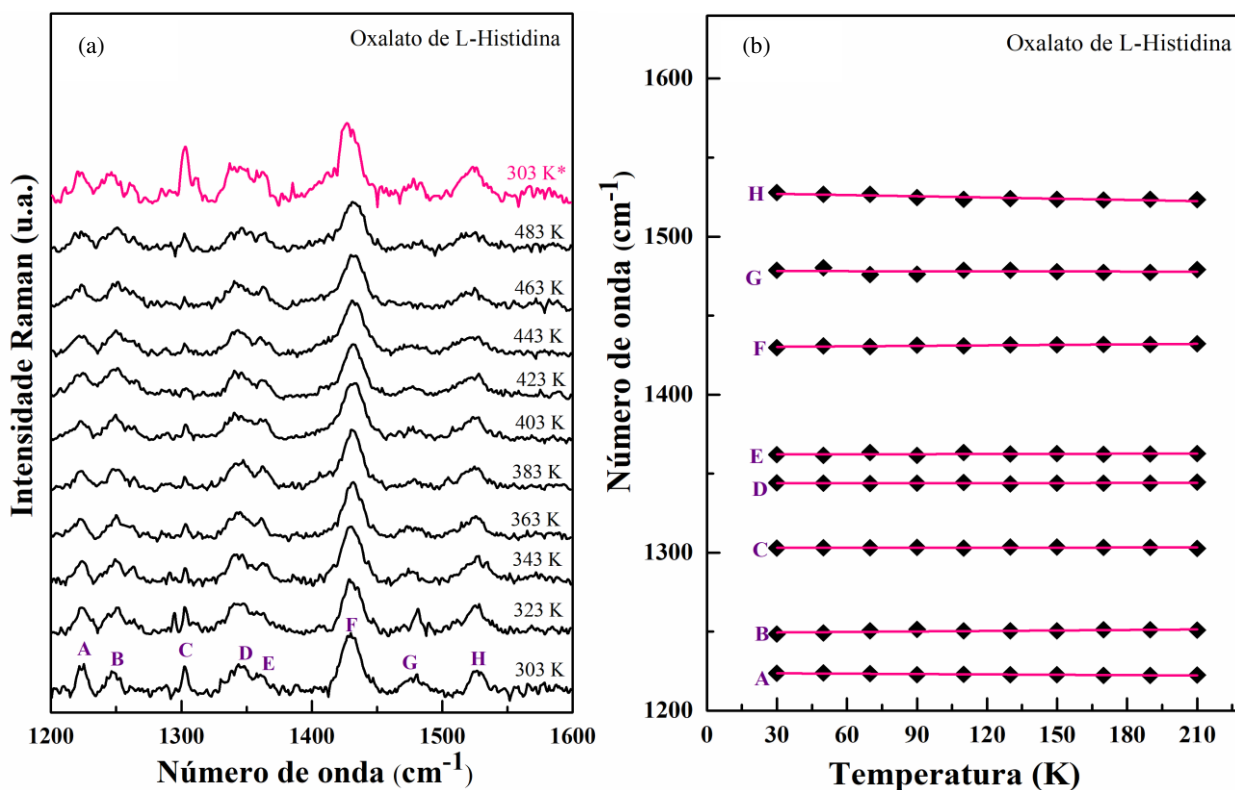 (a)
Oxalato de L-Histidina
303 K*
483 K
463 K
443 K
423 K
403 K
383 K
363 K
343 K
323 K
303 K
A
B
C
D
E
F
G
H
Intensidade Raman (u.a.)
1200
1300
1400
1500
1600
Número de onda (cm-1)
(b)
Oxalato de L-Histidina
1600
1500
1400
1300
1200
H
G
F
E
D
C
B
A
Número de onda (cm-1)
0
30
60
90
120
150
180
210
Temperatura (K)